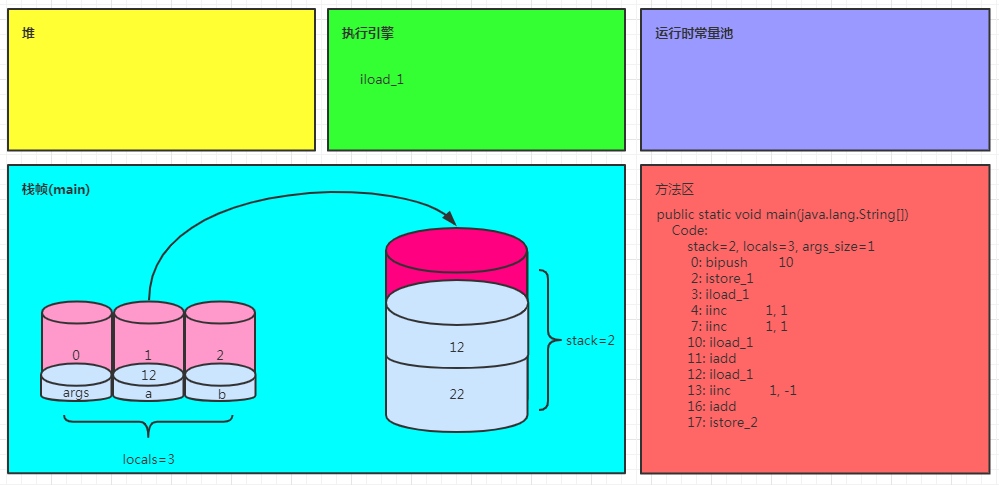 堆
执行引擎
iload_1
运行时常量池
栈帧(main)
0
1
2
12
args
a
b
locals=3
12
22
stack=2
方法区
public static void main(java.lang.String[])
Code:
stack=2, locals=3, args_size=1
0: bipush 10
2: istore_1
3: iload_1
4: iinc 1, 1
7: iinc 1, 1
10: iload_1
11: iadd
12: iload_1
13: iinc 1, -1
16: iadd
17: istore_2